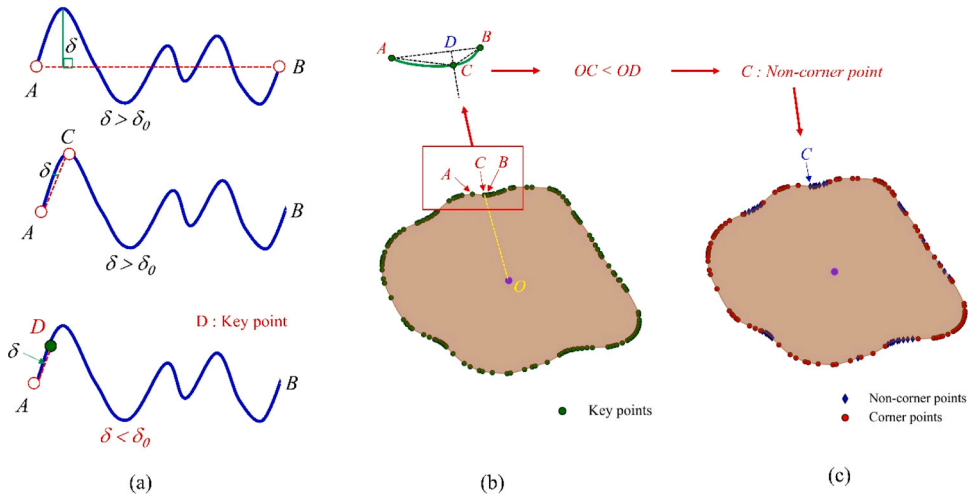 δ
A
B
δ > δ₀
C
δ
A
B
δ > δ₀
D
D : Key point
δ
A
B
δ < δ₀
(a)
A
D
B
C
OC < OD
C : Non-corner point
A
C
B
O
Key points
(b)
C
Non-corner points
Corner points
(c)